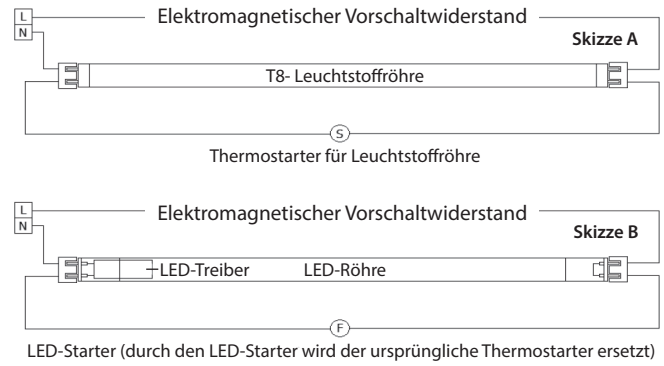 L Elektromagnetischer Vorschaltwiderstand
N
Skizze A
T8- Leuchtstoffröhre
S
Thermostarter für Leuchtstoffröhre
L Elektromagnetischer Vorschaltwiderstand
N
Skizze B
LED-Treiber LED-Röhre
F
LED-Starter (durch den LED-Starter wird der ursprüngliche Thermostarter ersetzt)